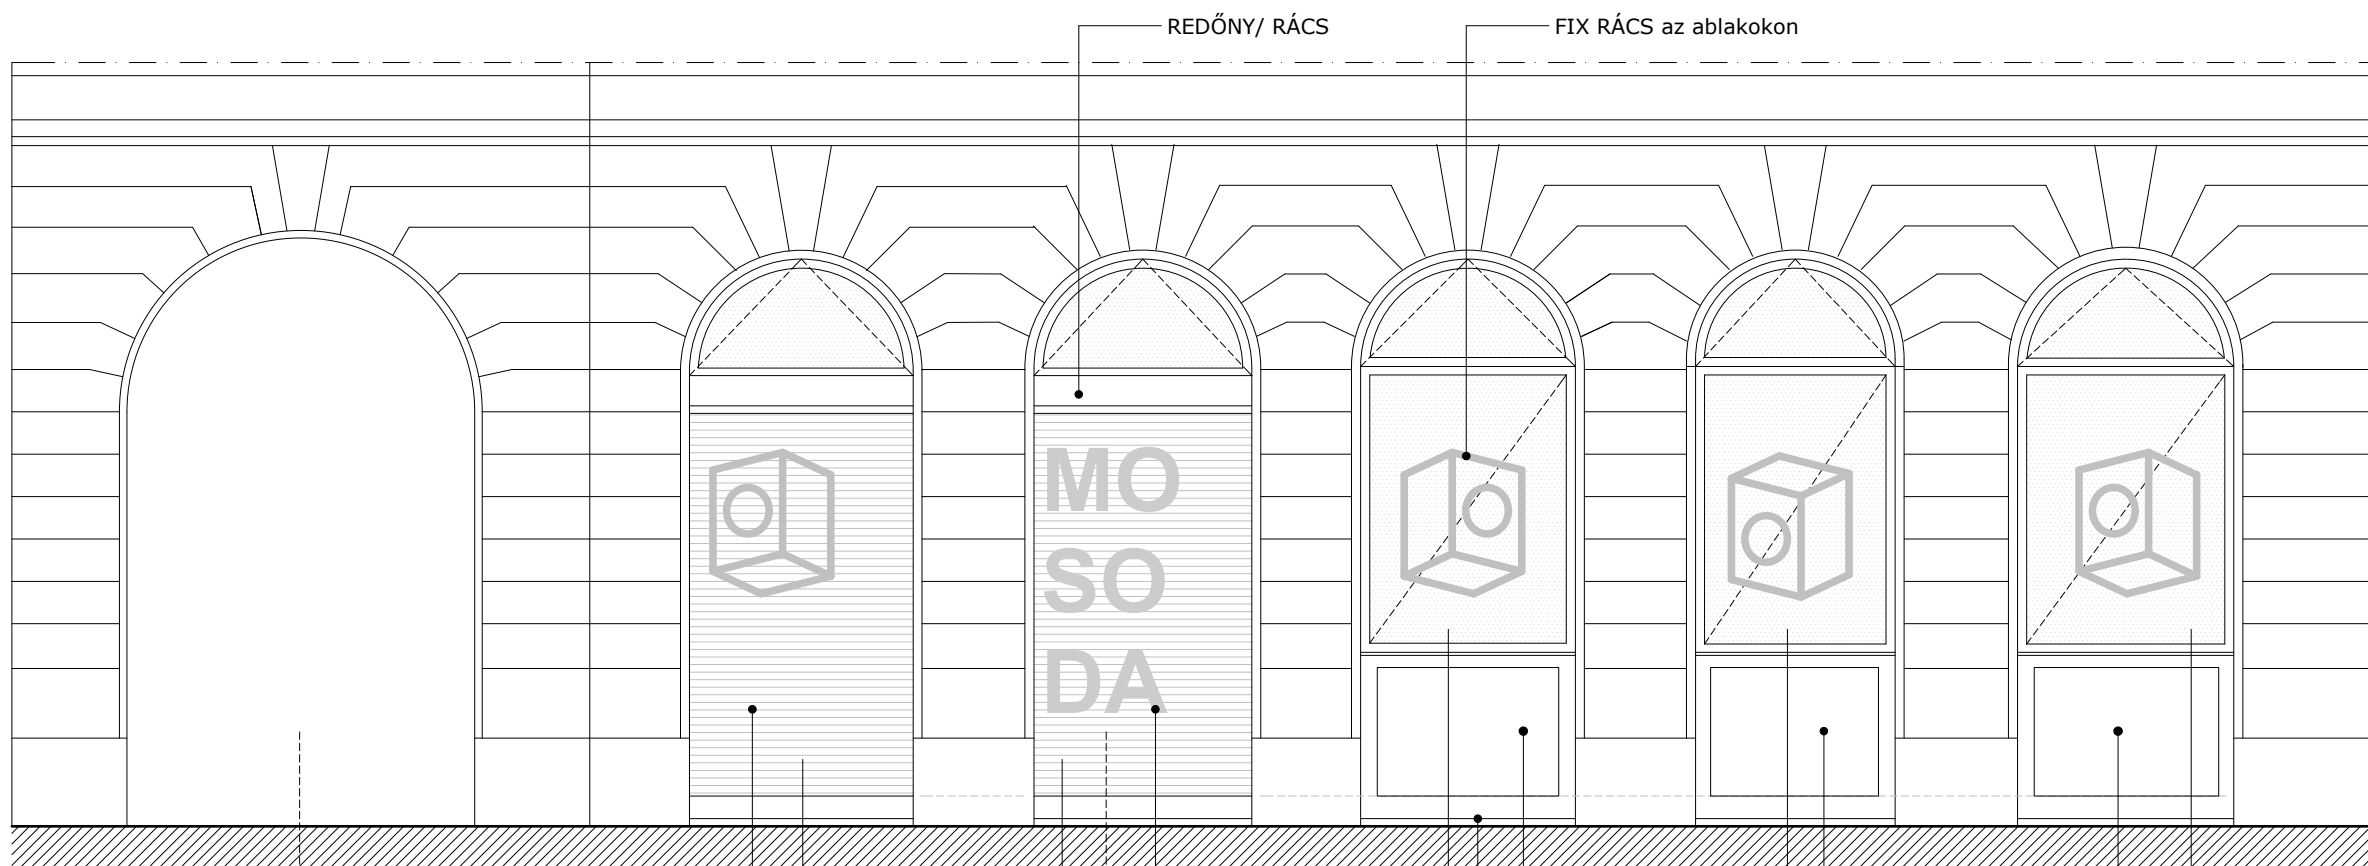 REDŐNY/ RÁCS
FIX RÁCS az ablakokon
MO
SO
DA